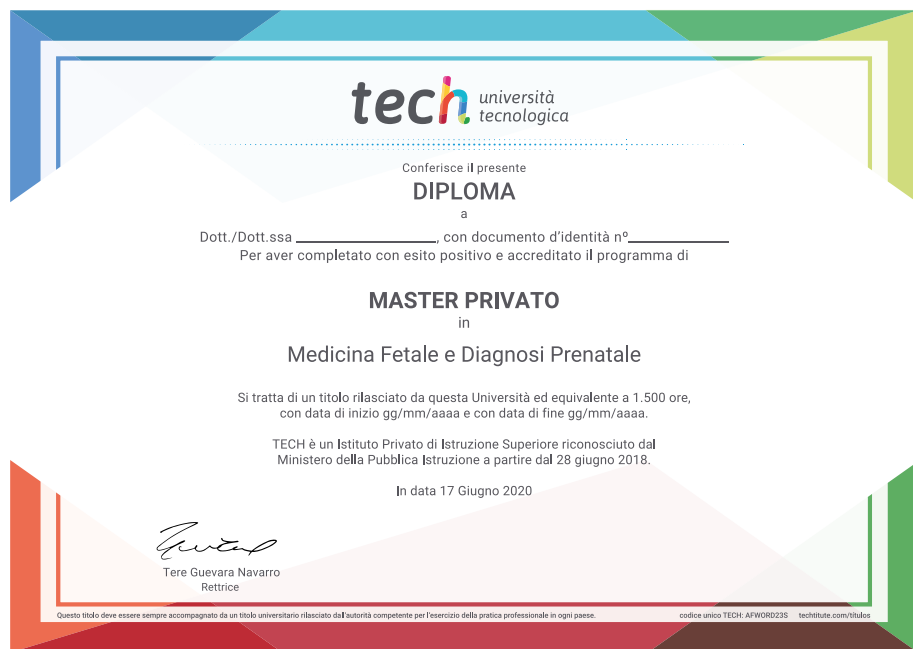 tech università
tecnologica
Conferisce il presente
DIPLOMA
a
Dott./Dott.ssa ________________, con documento d'identità nº____________
Per aver completato con esito positivo e accreditato il programma di
MASTER PRIVATO
in
Medicina Fetale e Diagnosi Prenatale
Si tratta di un titolo rilasciato da questa Università ed equivalente a 1.500 ore,
con data di inizio gg/mm/aaaa e con data di fine gg/mm/aaaa.
TECH è un Istituto Privato di Istruzione Superiore riconosciuto dal
Ministero della Pubblica Istruzione a partire dal 28 giugno 2018.
In data 17 Giugno 2020
Tere Guevara Navarro
Rettrice
Questo titolo deve essere sempre accompagnato da un titolo universitario rilasciato dall'autorità competente per l'esercizio della pratica professionale in ogni paese. codice unico TECH: AFWORD23S techtitute.com/titulos